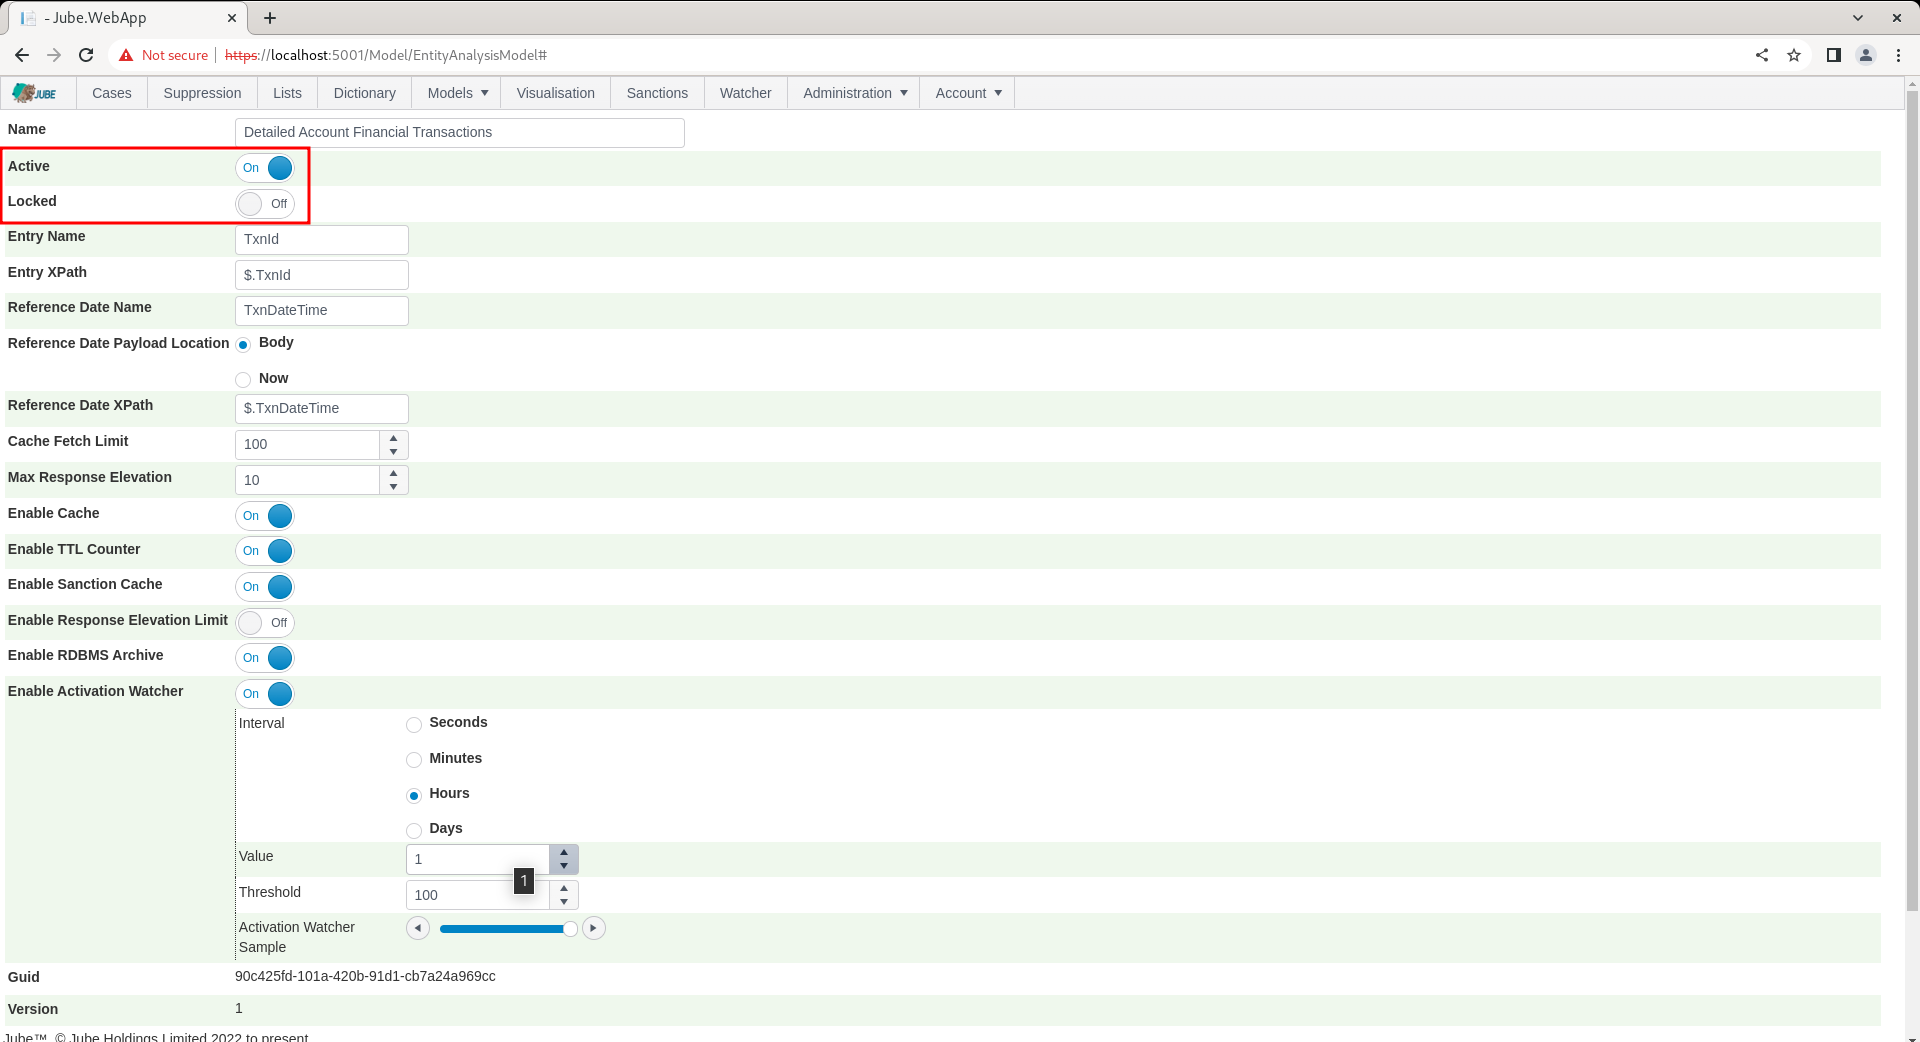 - Jube.WebApp
Not secure https://localhost:5001/Model/EntityAnalysisModel#
JUBE Cases Suppression Lists Dictionary Models Visualisation Sanctions Watcher Administration Account
Name Detailed Account Financial Transactions
Active On
Locked Off
Entry Name TxnId
Entry XPath $.TxnId
Reference Date Name TxnDateTime
Reference Date Payload Location Body
Now
Reference Date XPath $.TxnDateTime
Cache Fetch Limit 100
Max Response Elevation 10
Enable Cache On
Enable TTL Counter On
Enable Sanction Cache On
Enable Response Elevation Limit Off
Enable RDBMS Archive On
Enable Activation Watcher On
Interval Seconds
Minutes
Hours
Days
Value 1
1
Threshold 100
Activation Watcher
Sample
Guid 90c425fd-101a-420b-91d1-cb7a24a969cc
Version 1
Jube™. © Jube Holdings Limited 2022 to present